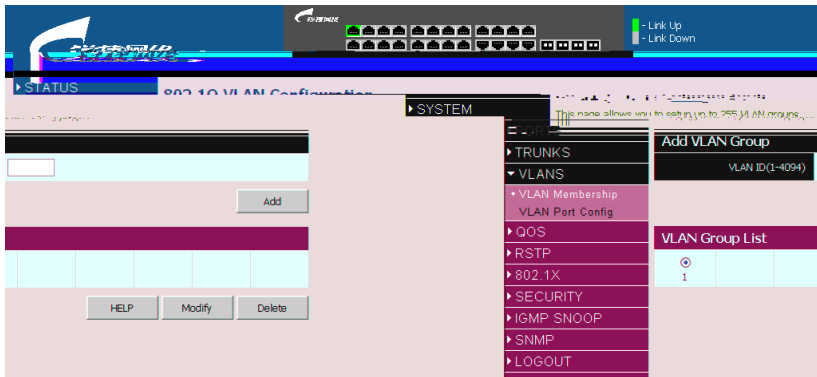 - Link Up
- Link Down
STATUS
802.1Q VLAN Configuration
SYSTEM
This page allows you to setup up to 255 VLAN groups.
PORTS
TRUNKS
VLANS
VLAN Membership
VLAN Port Config
QOS
RSTP
802.1X
SECURITY
IGMP SNOOP
SNMP
LOGOUT
Add VLAN Group
VLAN ID(1-4094)
Add
VLAN Group List
1
HELP
Modify
Delete